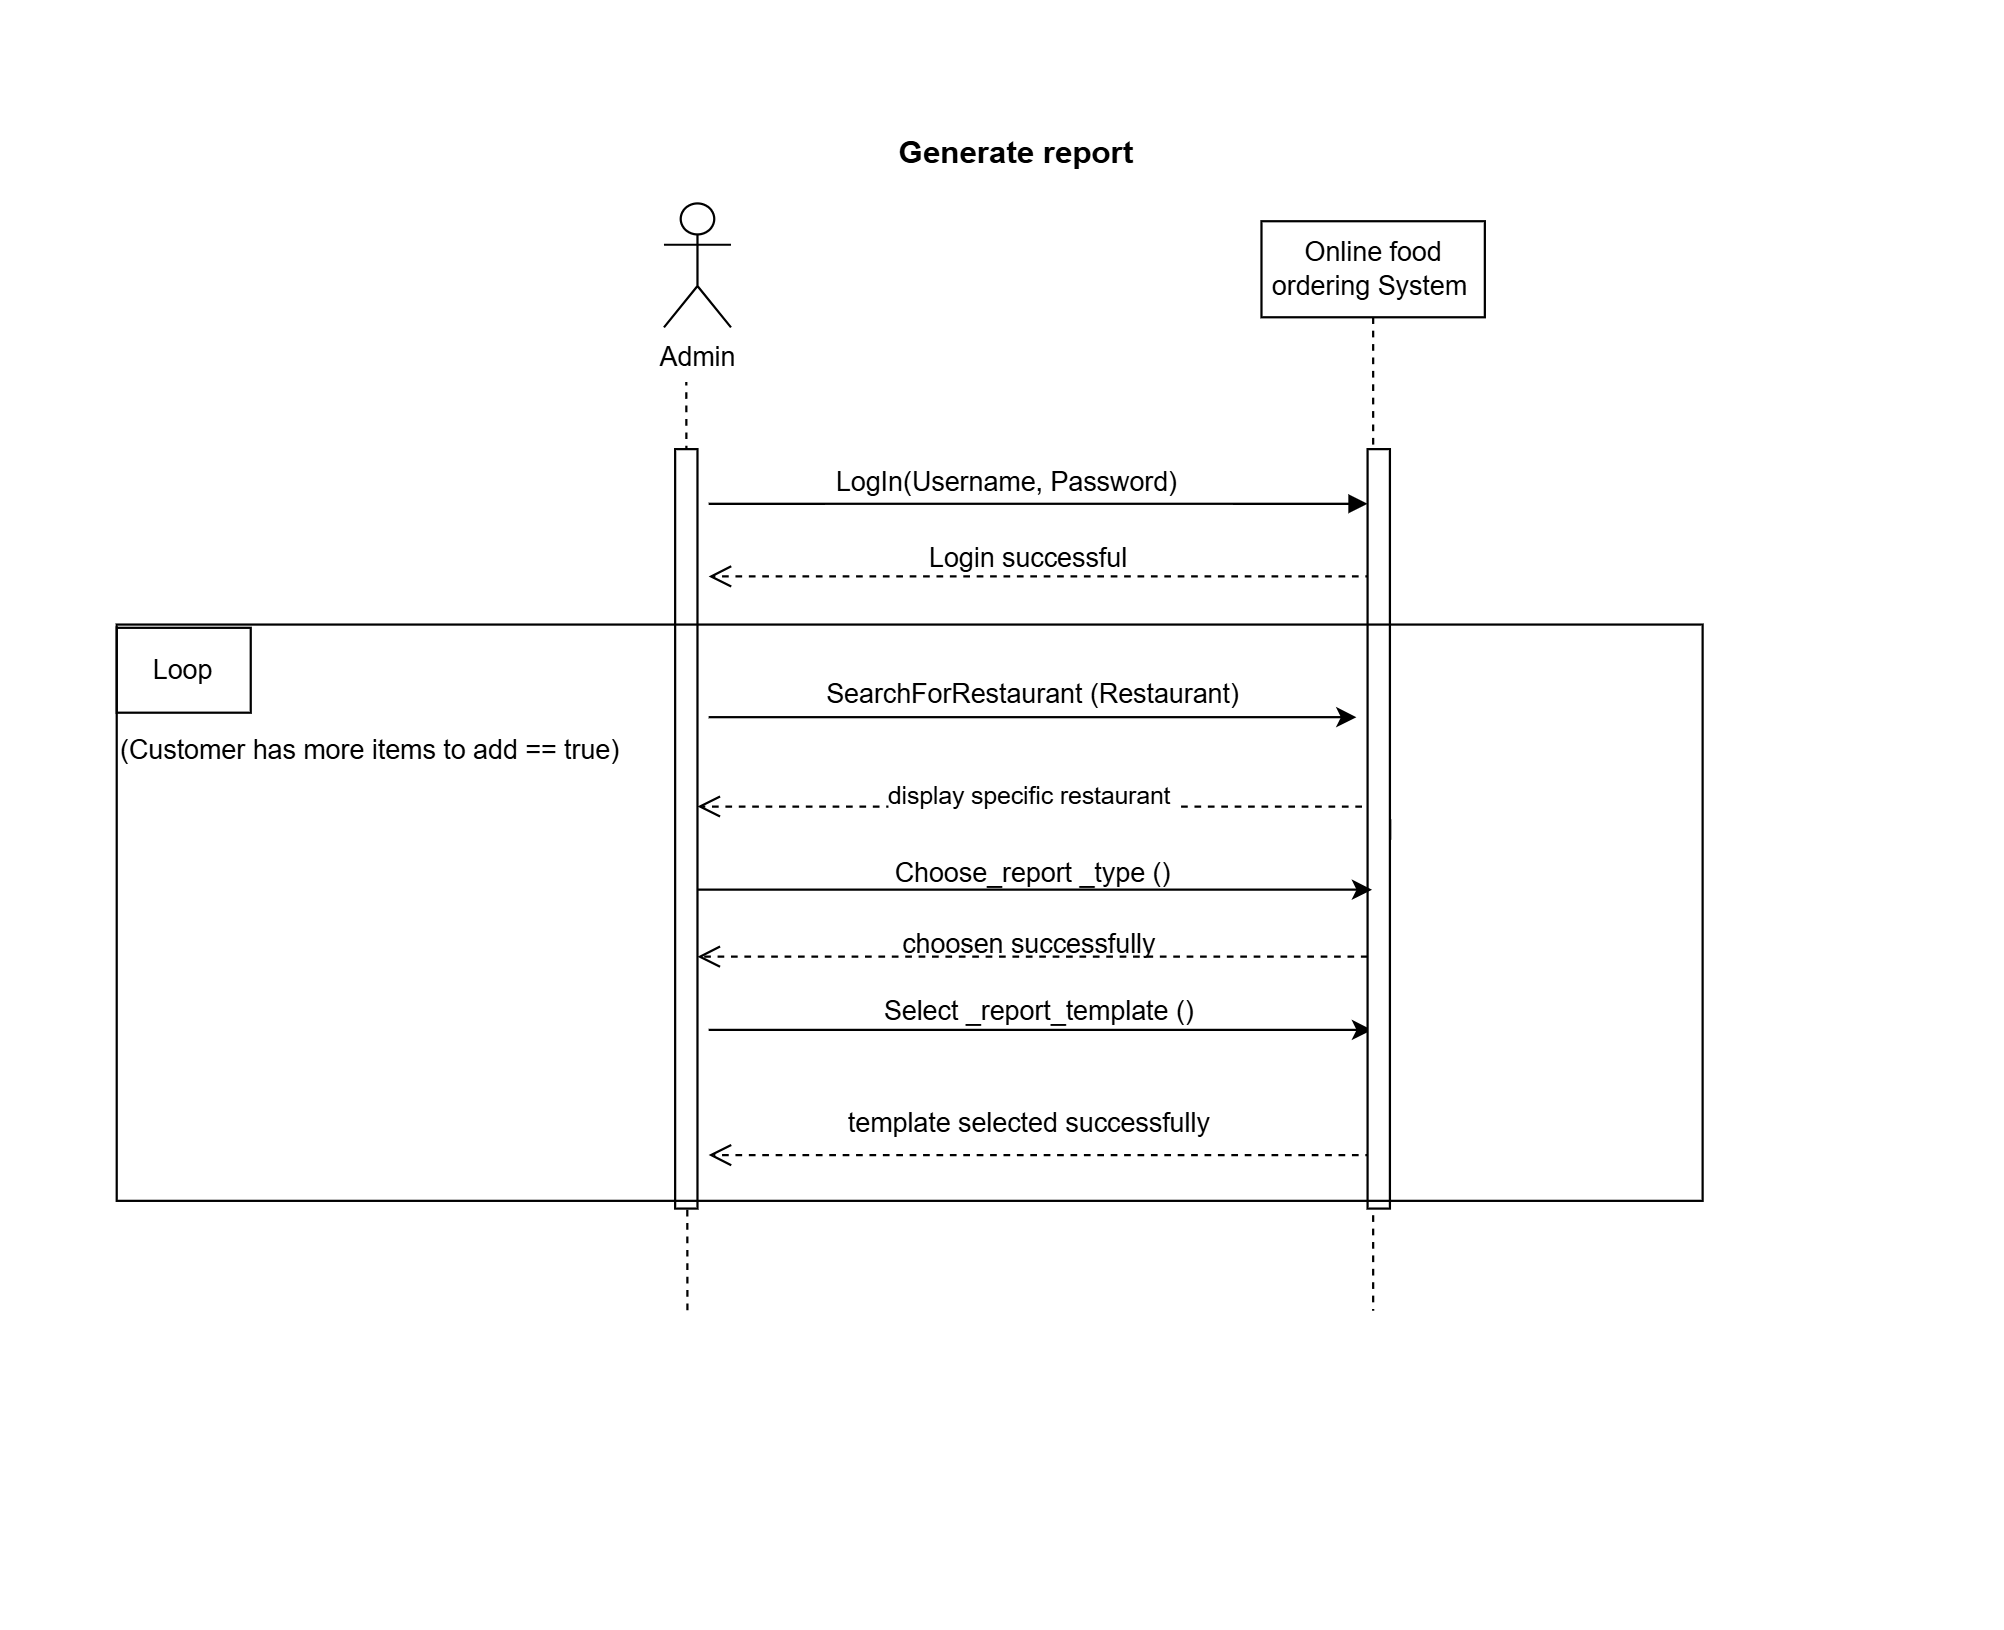 Generate report
Online food
ordering System
Admin
LogIn(Username, Password)
Login successful
Loop
SearchForRestaurant (Restaurant)
(Customer has more items to add == true)
display specific restaurant
Choose_report _type ()
choosen successfully
Select _report_template ()
template selected successfully